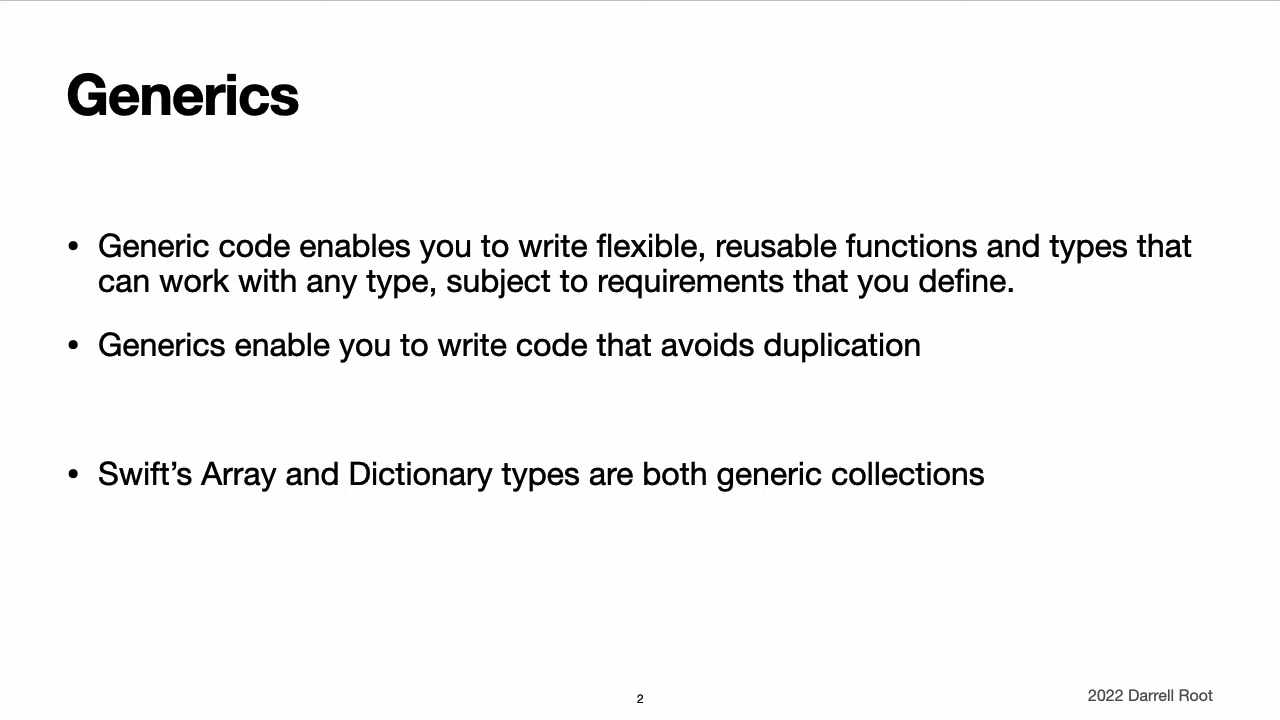 Generics
• Generic code enables you to write flexible, reusable functions and types that
can work with any type, subject to requirements that you define.
• Generics enable you to write code that avoids duplication
• Swift’s Array and Dictionary types are both generic collections
2
2022 Darrell Root